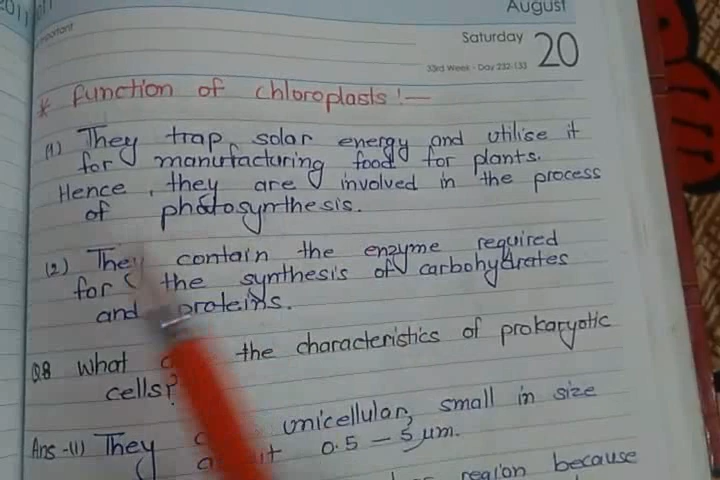 2011
August
Important
Saturday 20
33rd Week - Day 232-133
* Function of chloroplasts :-
(1) They trap solar energy and utilise it
for manufacturing food for plants.
Hence, they are involved in the process
of photosynthesis.
(2) They contain the enzyme required
for the synthesis of carbohydrates
and proteins.
Q.8 What the characteristics of prokaryotic
cells?
Ans-(1) They unicellular, small in size
0.5 - 5 μm.
region because